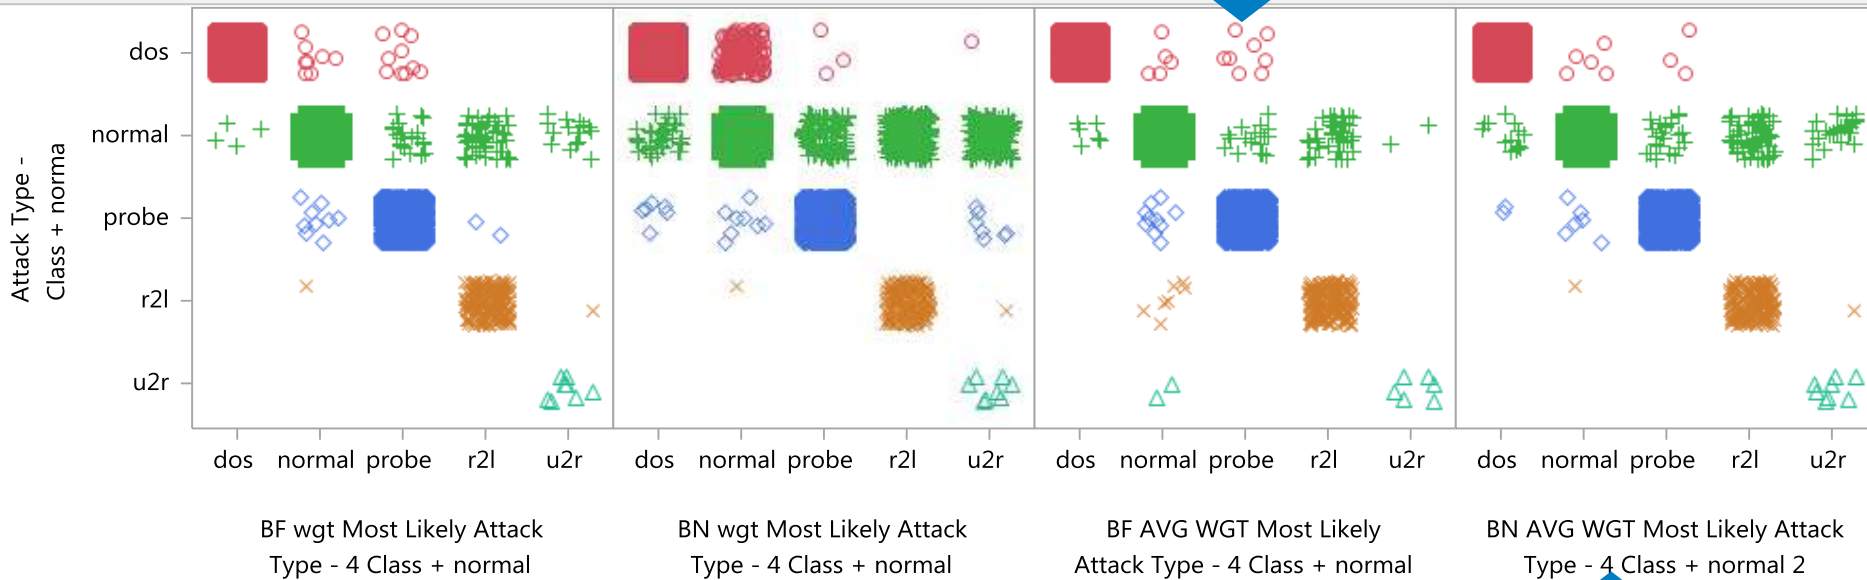 Attack Type -
Class + norma
dos
normal
probe
r2l
u2r
dos normal probe r2l u2r
dos normal probe r2l u2r
dos normal probe r2l u2r
dos normal probe r2l u2r
BF wgt Most Likely Attack
Type - 4 Class + normal
BN wgt Most Likely Attack
Type - 4 Class + normal
BF AVG WGT Most Likely
Attack Type - 4 Class + normal
BN AVG WGT Most Likely Attack
Type - 4 Class + normal 2